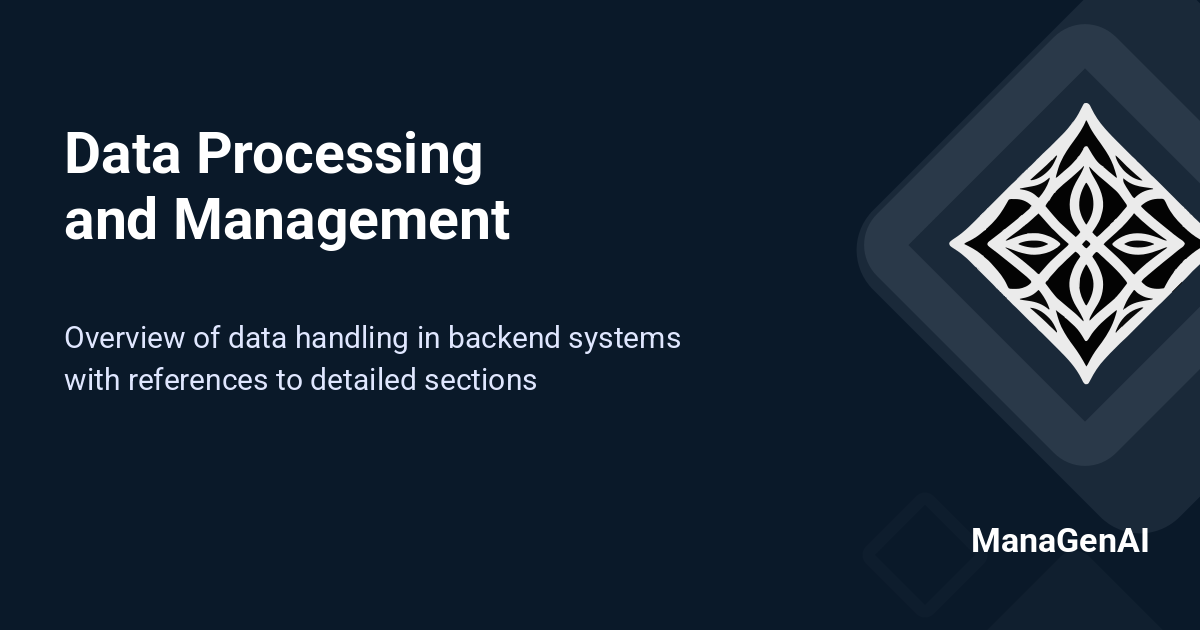 Data Processing
and Management
Overview of data handling in backend systems
with references to detailed sections
ManaGenAI